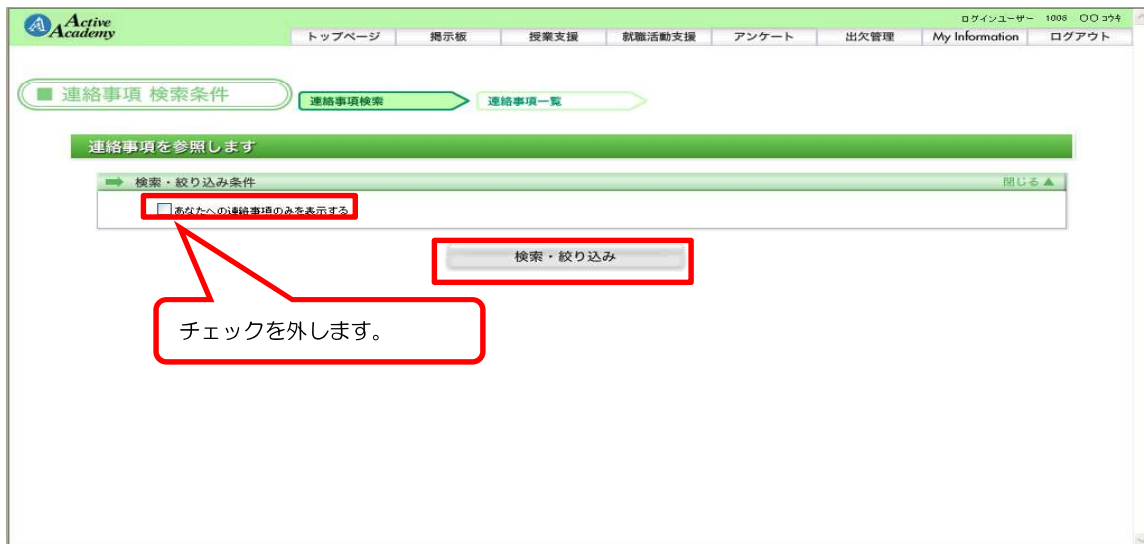 Active Academy
ログインユーザー 1006 〇〇 コウキ
トップページ 掲示板 授業支援 就職活動支援 アンケート 出欠管理 My Information ログアウト
■ 連絡事項 検索条件
連絡事項検索 連絡事項一覧
連絡事項を参照します
検索・絞り込み条件 閉じる▲
あなたへの連絡事項のみを表示する
検索・絞り込み
チェックを外します。